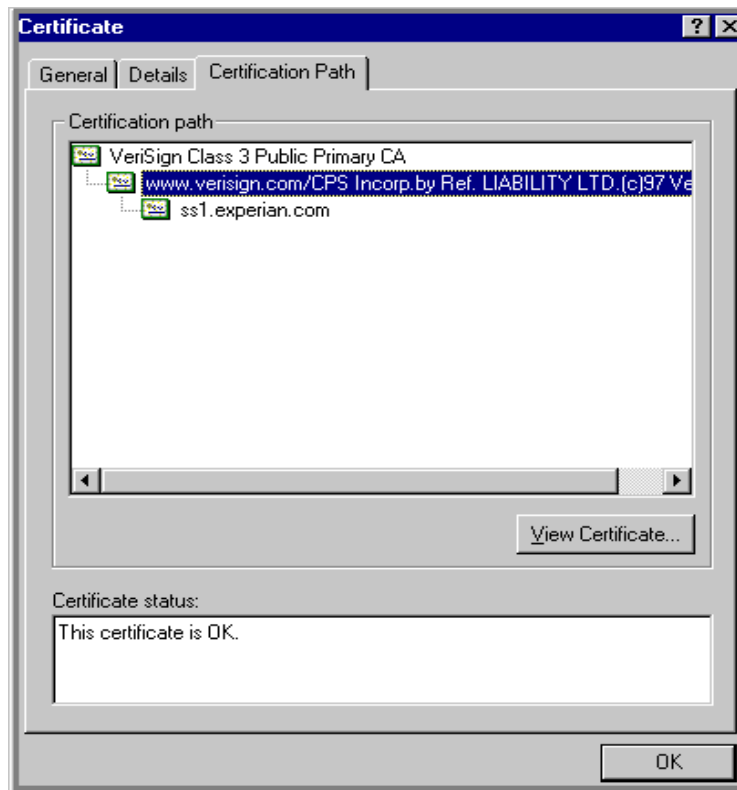 Certificate
General Details Certification Path
Certification path
VeriSign Class 3 Public Primary CA
www.verisign.com/CPS Incorp.by Ref. LIABILITY LTD.(c)97 Ve
ss1.experian.com
View Certificate...
Certificate status:
This certificate is OK.
OK